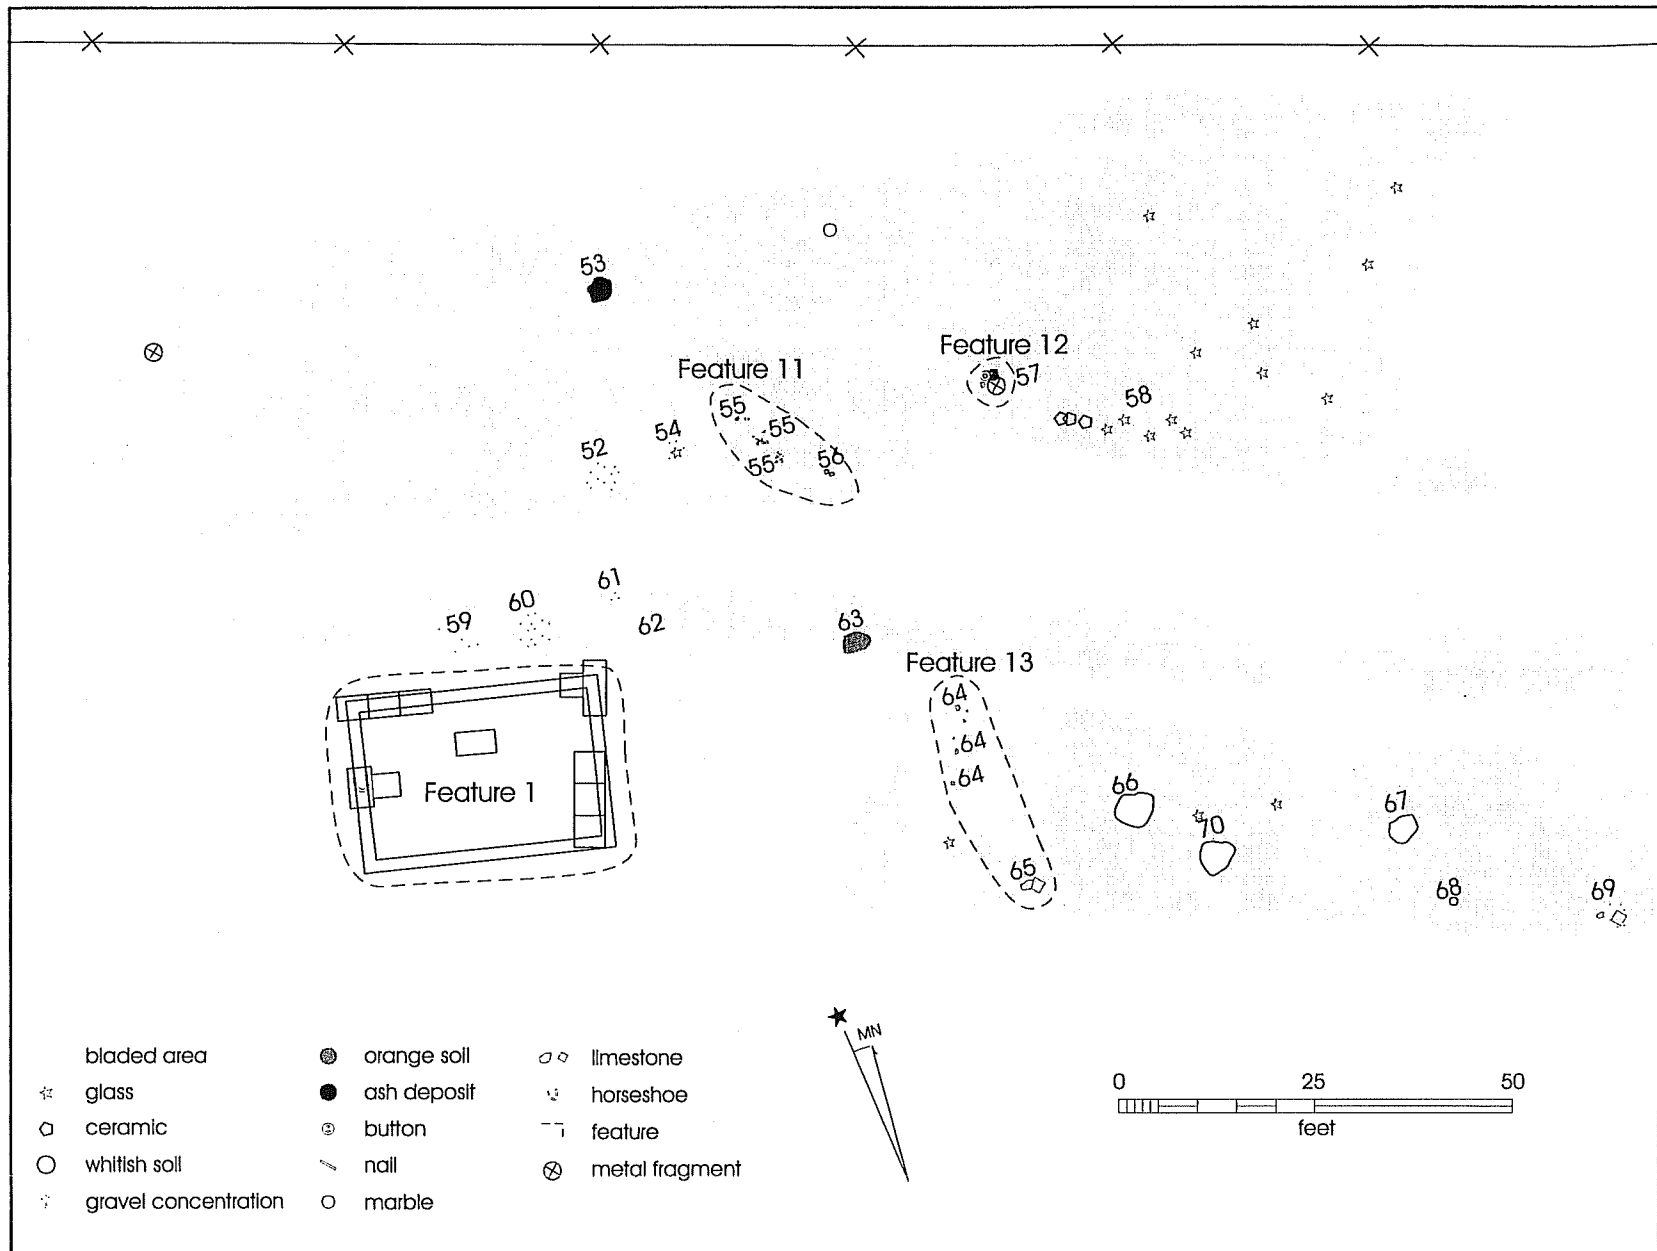 53
Feature 12
57
Feature 11
55
58
54
55
52
55
56
61
60
59
62
63
Feature 13
64
64
64
66
67
70
Feature 1
65
68
69
MN
bladed area
orange soil
limestone
glass
ash deposit
horseshoe
ceramic
button
feature
whitish soil
nail
metal fragment
gravel concentration
marble
0 25 50
feet